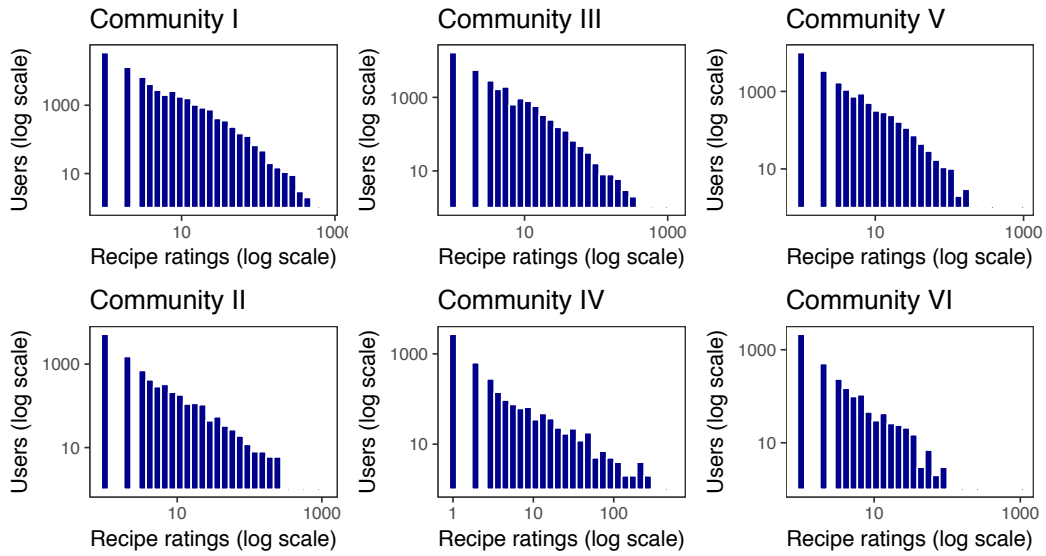 Community I
Users (log scale)
1000
10
10
1000
Recipe ratings (log scale)
Community III
Users (log scale)
1000
10
10
1000
Recipe ratings (log scale)
Community V
Users (log scale)
1000
10
10
1000
Recipe ratings (log scale)
Community II
Users (log scale)
1000
10
10
1000
Recipe ratings (log scale)
Community IV
Users (log scale)
1000
10
1
10
100
Recipe ratings (log scale)
Community VI
Users (log scale)
1000
10
10
1000
Recipe ratings (log scale)